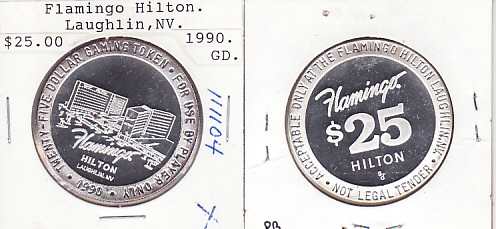 Flamingo Hilton.
Laughlin,NV.
$25.00
1990.
GD.
TWENTY-FIVE DOLLAR GAMING TOKEN • FOR USE BY PLAYER ONLY
• 1990 •
Flamingo
HILTON
LAUGHLIN, NV
111104
X
ACCEPTABLE ONLY AT THE FLAMINGO HILTON LAUGHLIN, NV.
• NOT LEGAL TENDER •
Flamingo
$25
HILTON